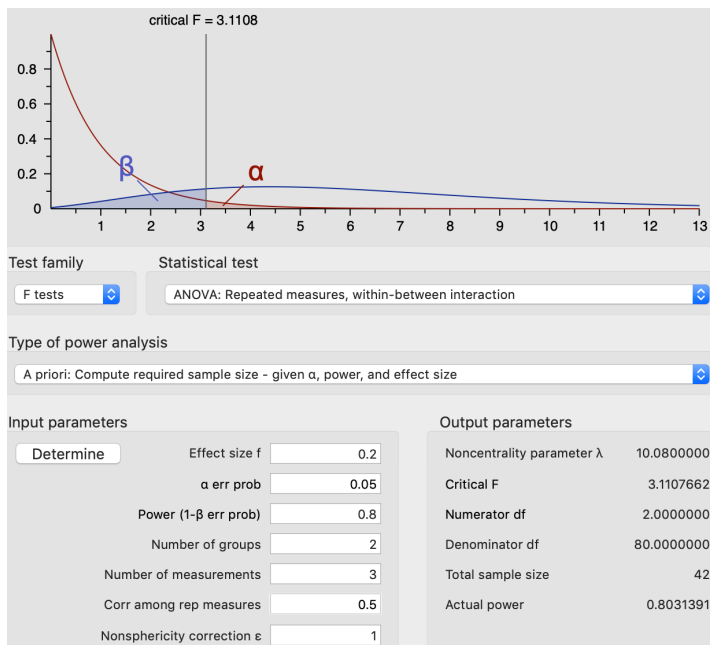 critical F = 3.1108
0.8
0.6
0.4
β α
0.2
0
1 2 3 4 5 6 7 8 9 10 11 12 13
Test family Statistical test
F tests ANOVA: Repeated measures, within-between interaction
Type of power analysis
A priori: Compute required sample size - given α, power, and effect size
Input parameters Output parameters
Determine Effect size f 0.2 Noncentrality parameter λ 10.0800000
α err prob 0.05 Critical F 3.1107662
Power (1-β err prob) 0.8 Numerator df 2.0000000
Number of groups 2 Denominator df 80.0000000
Number of measurements 3 Total sample size 42
Corr among rep measures 0.5 Actual power 0.8031391
Nonsphericity correction ε 1